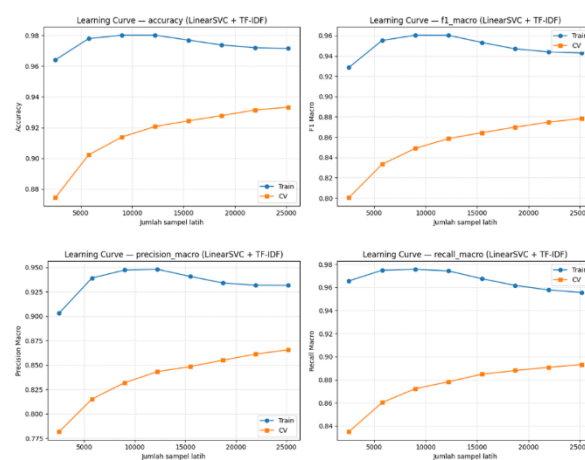 Learning Curve — accuracy (LinearSVC + TF-IDF)
Accuracy
0.98
0.96
0.94
0.92
0.90
0.88
5000
10000
15000
20000
25000
Jumlah sampel latih
Train
CV
Learning Curve — f1_macro (LinearSVC + TF-IDF)
F1 Macro
0.96
0.94
0.92
0.90
0.88
0.86
0.84
0.82
0.80
5000
10000
15000
20000
25000
Jumlah sampel latih
Train
CV
Learning Curve — precision_macro (LinearSVC + TF-IDF)
Precision Macro
0.950
0.925
0.900
0.875
0.850
0.825
0.800
0.775
5000
10000
15000
20000
25000
Jumlah sampel latih
Train
CV
Learning Curve — recall_macro (LinearSVC + TF-IDF)
Recall Macro
0.98
0.96
0.94
0.92
0.90
0.88
0.86
0.84
5000
10000
15000
20000
25000
Jumlah sampel latih
Train
CV